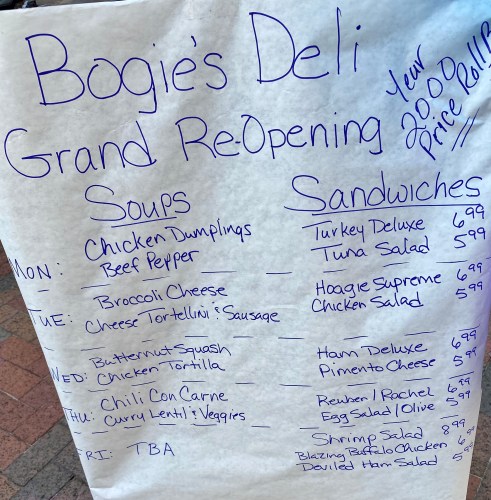 Bogie's Deli
Grand Re-Opening
Year
2000
Price Roll
Soups
Sandwiches
MON: Chicken Dumplings Turkey Deluxe 6.99
Beef Pepper Tuna Salad 5.99
TUE: Broccoli Cheese Hoagie Supreme 6.99
Cheese Tortellini & Sausage Chicken Salad 5.99
WED: Butternut Squash Ham Deluxe 6.99
Chicken Tortilla Pimento Cheese 5.99
THU: Chili Con Carne Reuben/Rachel 6.99
Curry Lentil & Veggies Egg Salad/Olive 5.99
FRI: TBA Shrimp Salad 8.99
Blazing Buffalo Chicken 6.99
Deviled Ham Salad 5.99